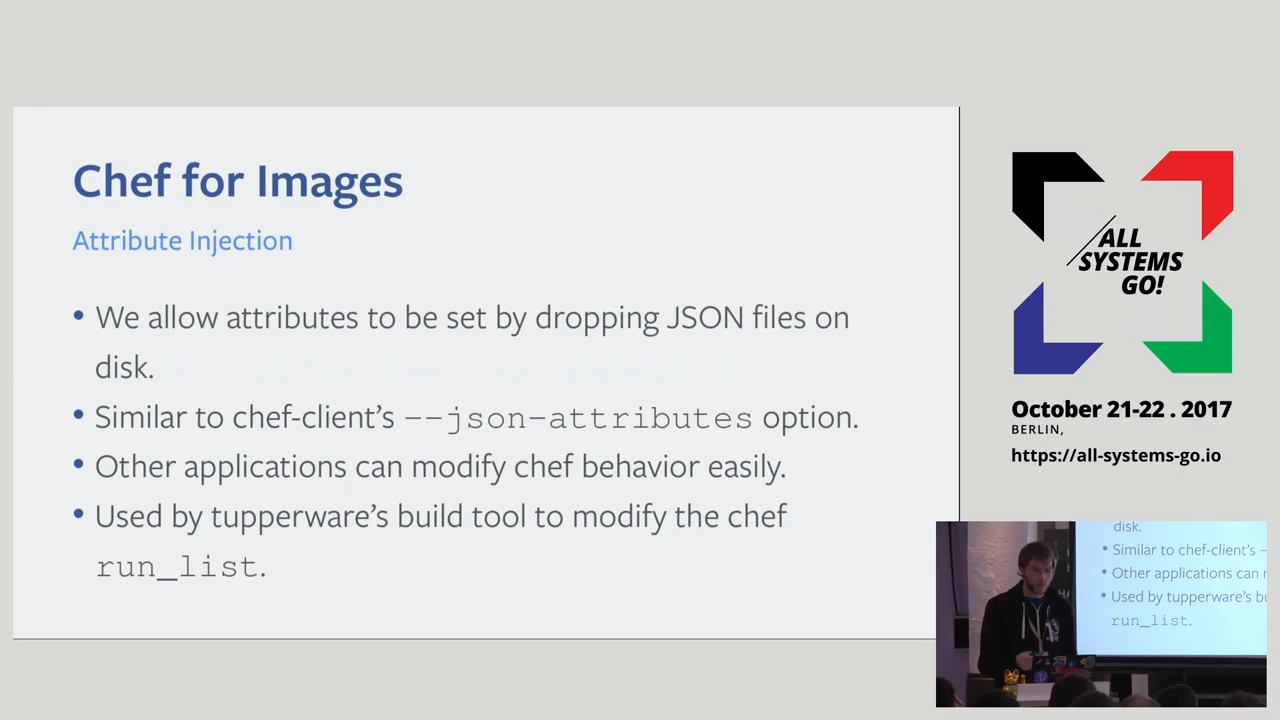 Chef for Images
Attribute Injection
• We allow attributes to be set by dropping JSON files on
disk.
• Similar to chef-client’s --json-attributes option.
• Other applications can modify chef behavior easily.
• Used by tupperware’s build tool to modify the chef
run_list.
ALL
SYSTEMS
GO!
October 21-22 . 2017
BERLIN,
https://all-systems-go.io
disk.
• Similar to chef-client’s –
• Other applications can
• Used by tupperware’s bu
run_list.